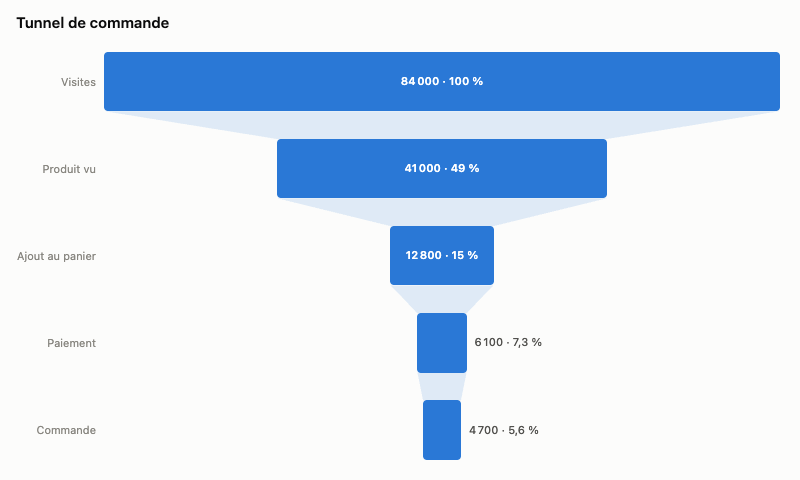 Tunnel de commande
Visites
84 000 · 100 %
Produit vu
41 000 · 49 %
Ajout au panier
12 800 · 15 %
Paiement
6 100 · 7,3 %
Commande
4 700 · 5,6 %